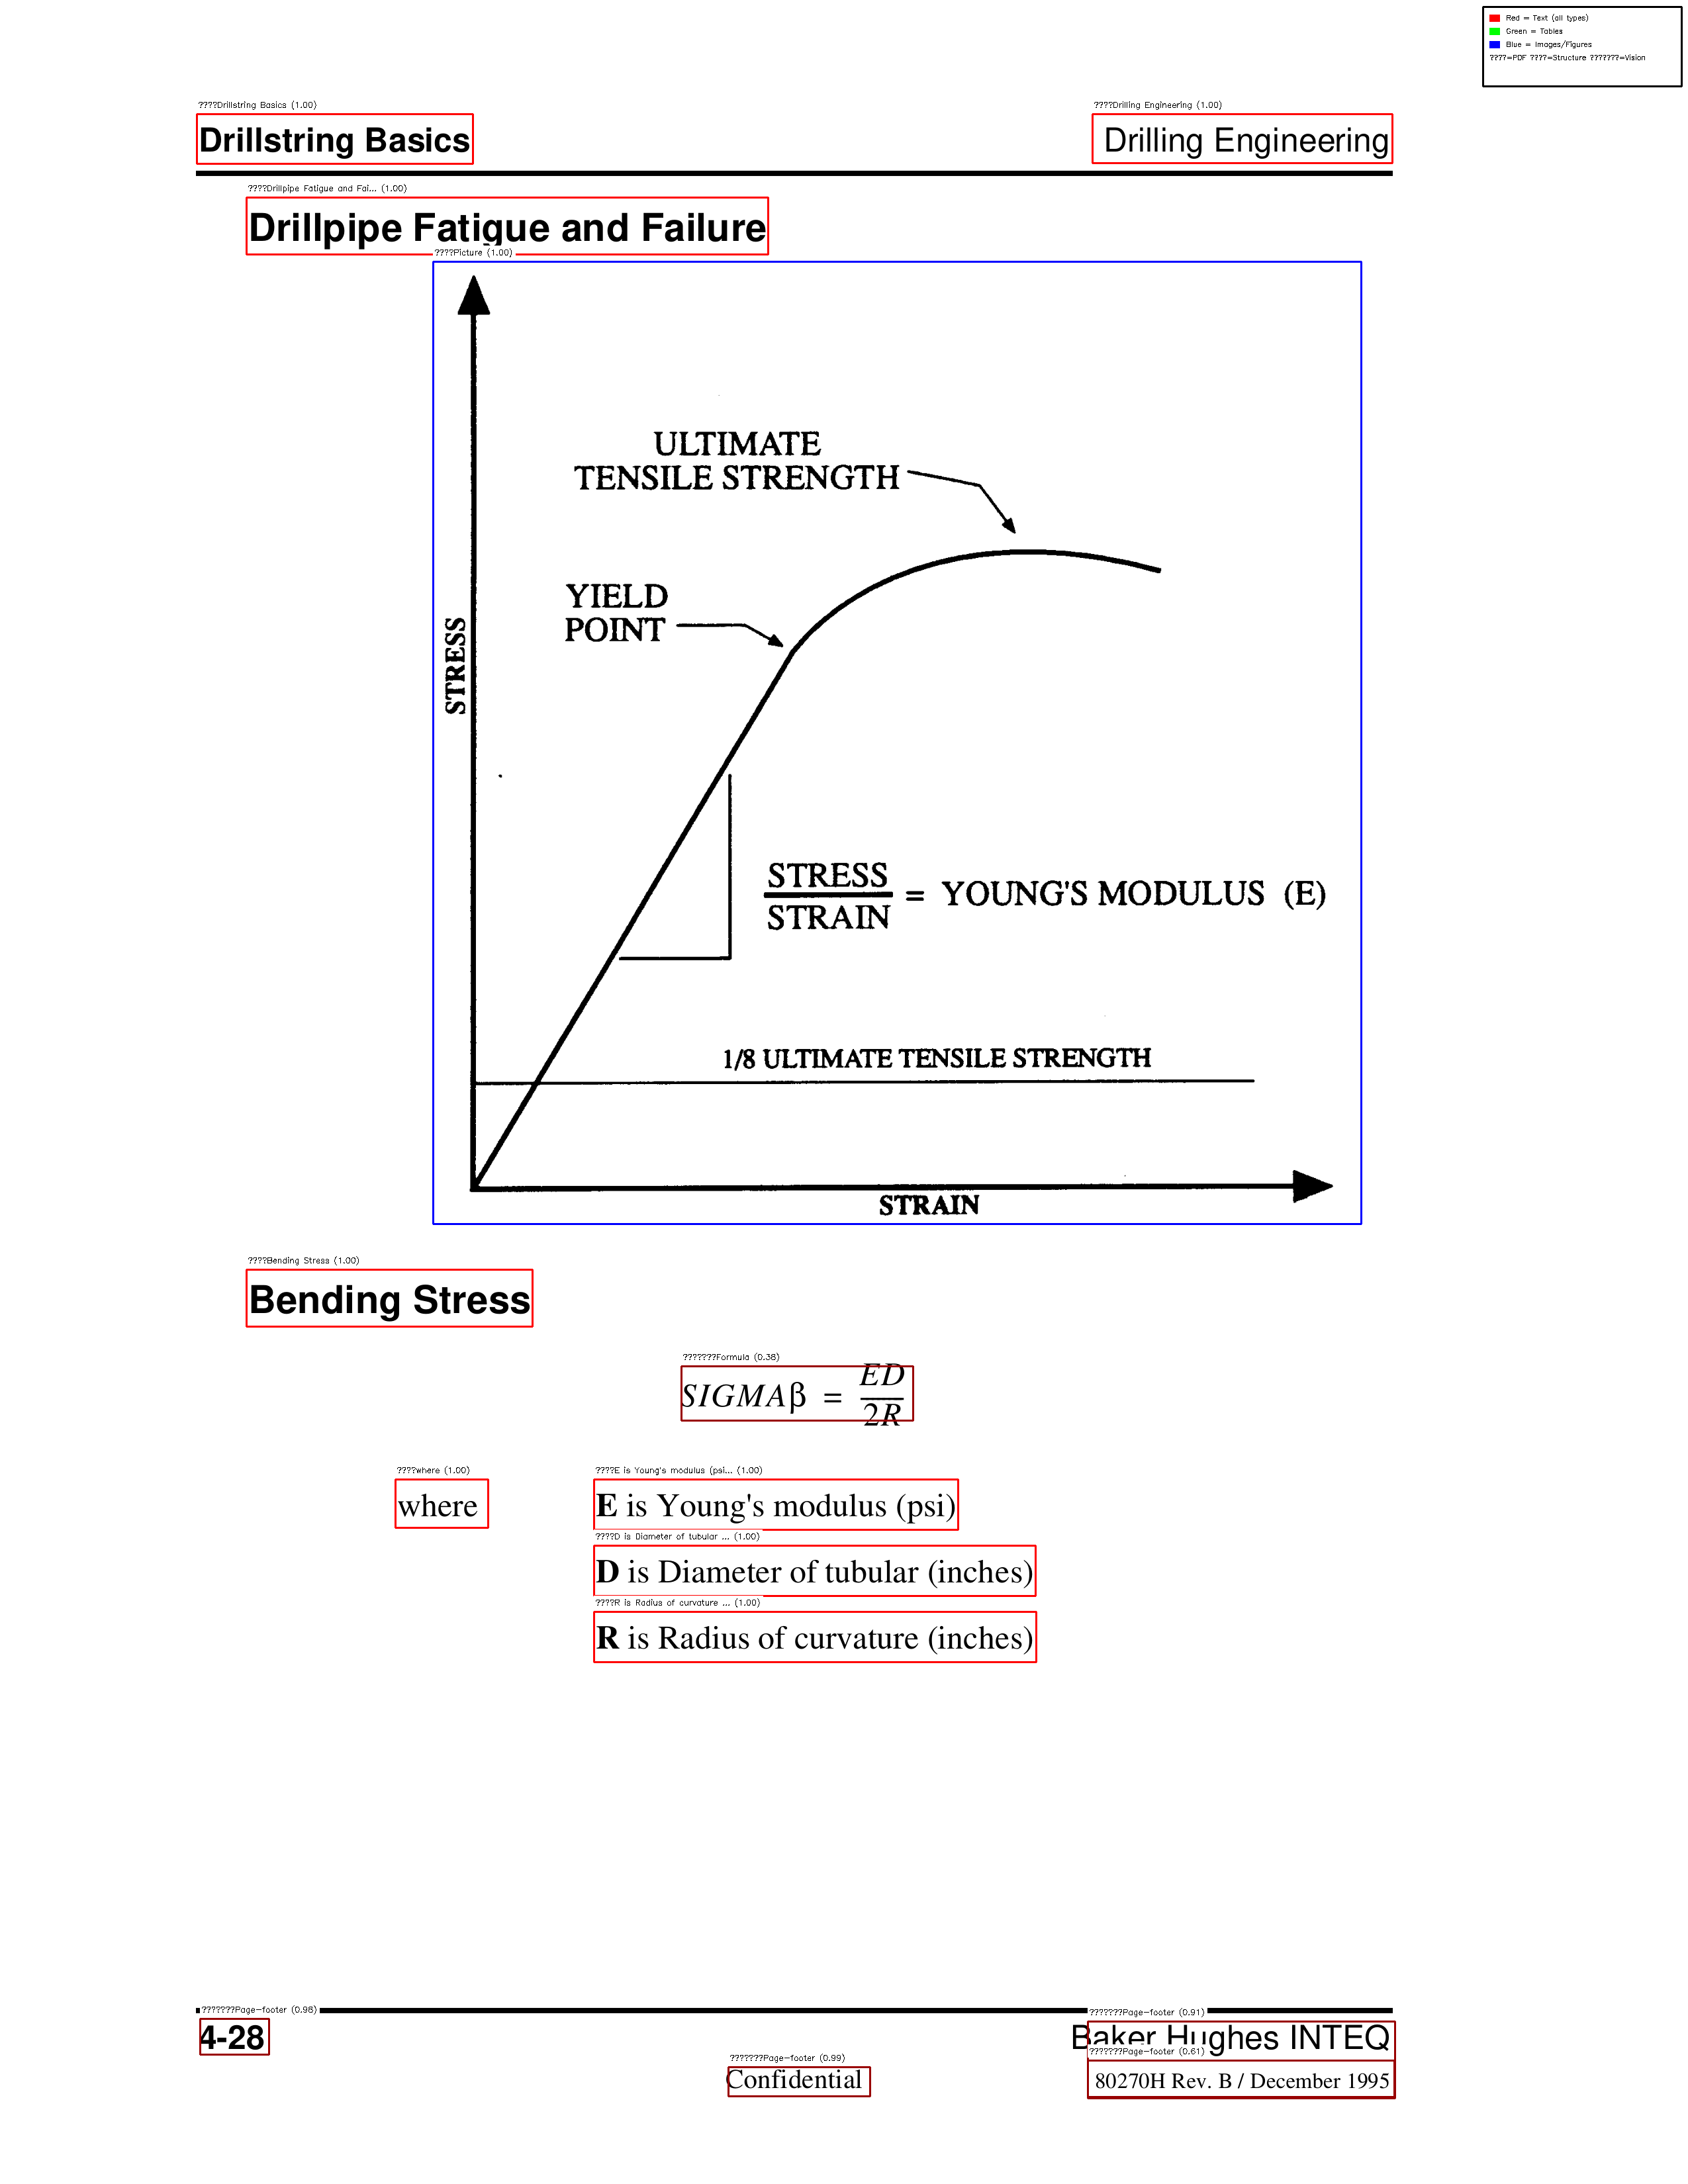 Red = Text (all types)
Green = Tables
Blue = Images/Figures
????=PDF ????=Structure ???????=Vision
????Drillstring Basics (1.00)
????Drilling Engineering (1.00)
Drillstring Basics
Drilling Engineering
????Drillpipe Fatigue and Fai... (1.00)
Drillpipe Fatigue and Failure
????Picture (1.00)
ULTIMATE
TENSILE STRENGTH
YIELD
POINT
STRESS
STRESS
STRAIN
= YOUNG'S MODULUS (E)
1/8 ULTIMATE TENSILE STRENGTH
STRAIN
????Bending Stress (1.00)
Bending Stress
???????Formula (0.38)
SIGMAβ = ED/2R
????where (1.00)
where
????E is Young's modulus (psi... (1.00)
E is Young's modulus (psi)
????D is Diameter of tubular ... (1.00)
D is Diameter of tubular (inches)
????R is Radius of curvature ... (1.00)
R is Radius of curvature (inches)
???????Page-footer (0.98)
???????Page-footer (0.91)
4-28
Baker Hughes INTEQ
???????Page-footer (0.61)
???????Page-footer (0.99)
Confidential
80270H Rev. B / December 1995